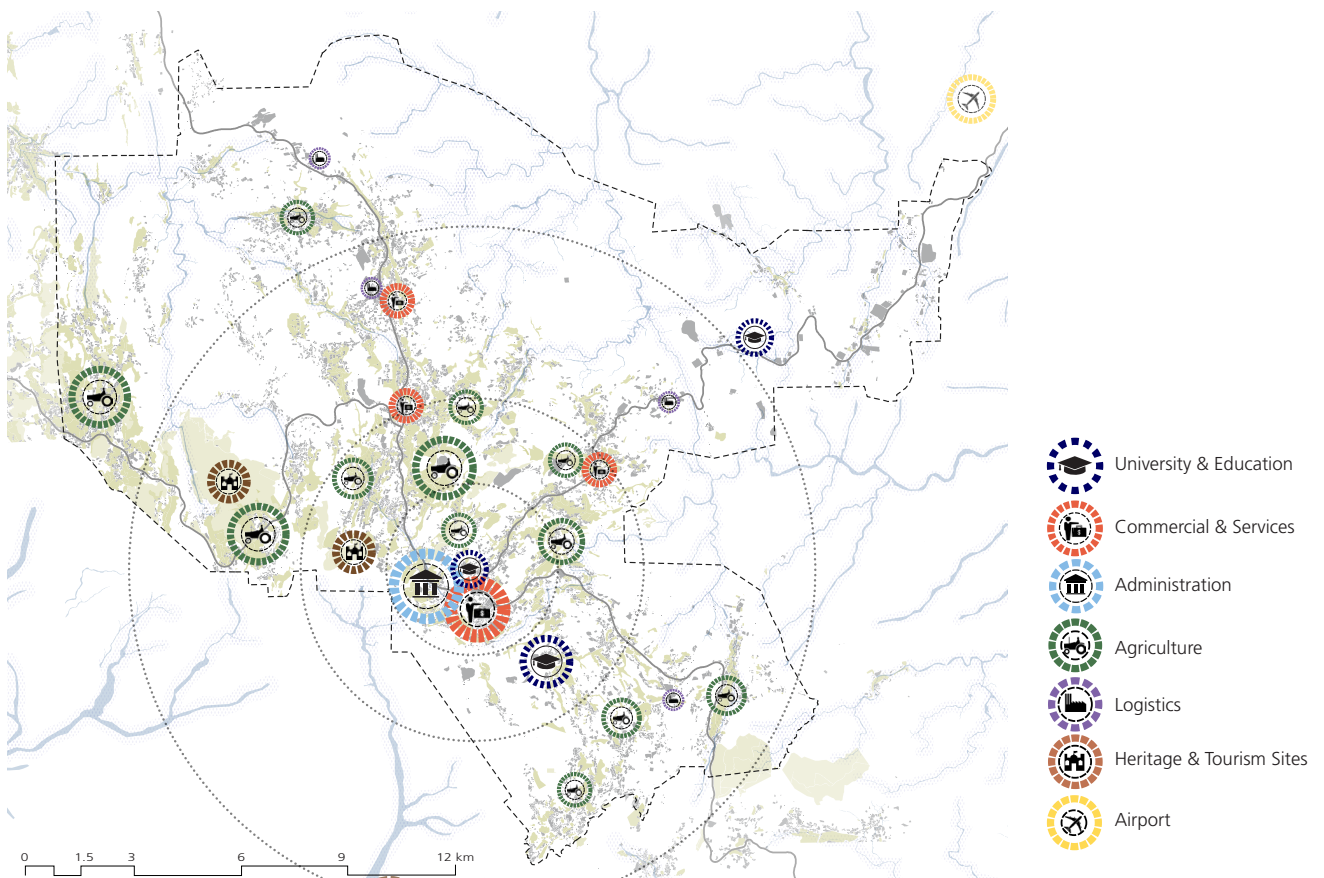 University & Education
Commercial & Services
Administration
Agriculture
Logistics
Heritage & Tourism Sites
Airport
0 1.5 3 6 9 12 km